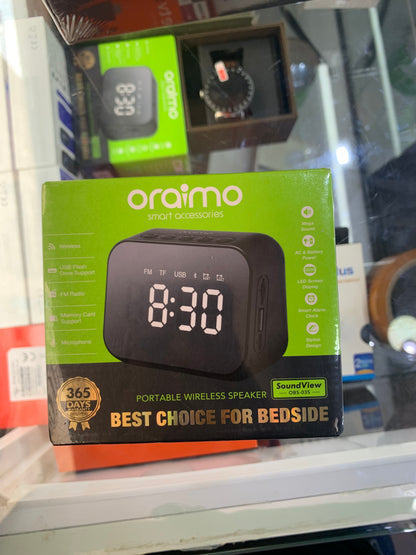 oraimo
oraimo
smart accessories
Wireless
USB Flash
Drive Support
FM Radio
Memory Card
Support
Microphone
FM TF USB
8:30
Mega
Sound
AC & Battery
Power
LED Screen
Display
Smart Alarm
Clock
Stylish
Design
365
DAYS
PORTABLE WIRELESS SPEAKER
SoundView
OBS-03S
BEST CHOICE FOR BEDSIDE